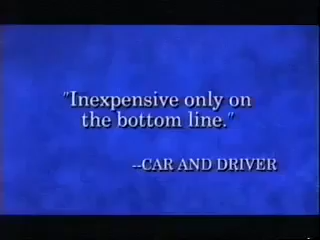 "Inexpensive only on
the bottom line."
--CAR AND DRIVER